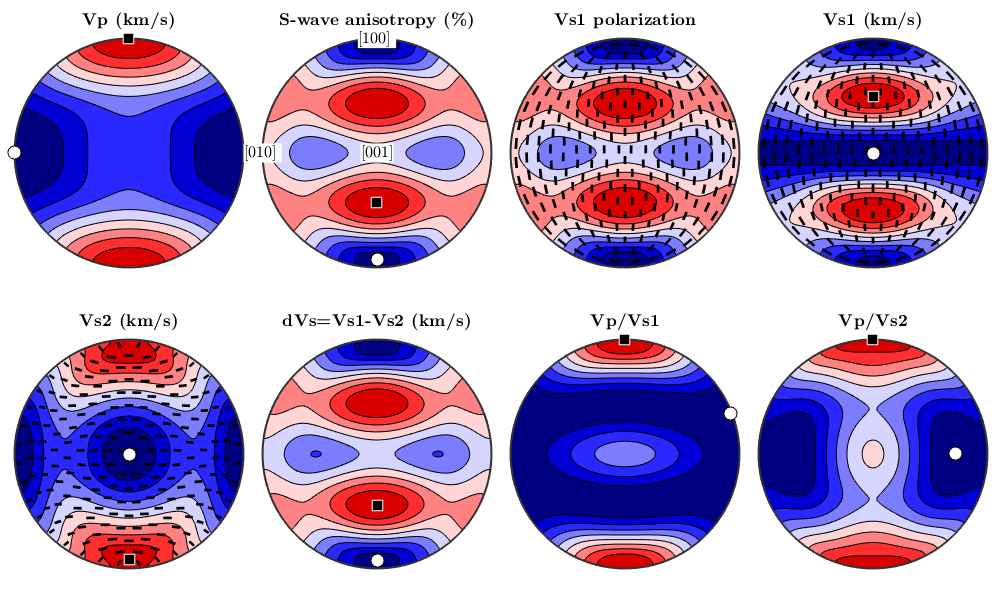 Vp (km/s)
S-wave anisotropy (%)
Vs1 polarization
Vs1 (km/s)
[100]
[010]
[001]
Vs2 (km/s)
dVs=Vs1-Vs2 (km/s)
Vp/Vs1
Vp/Vs2